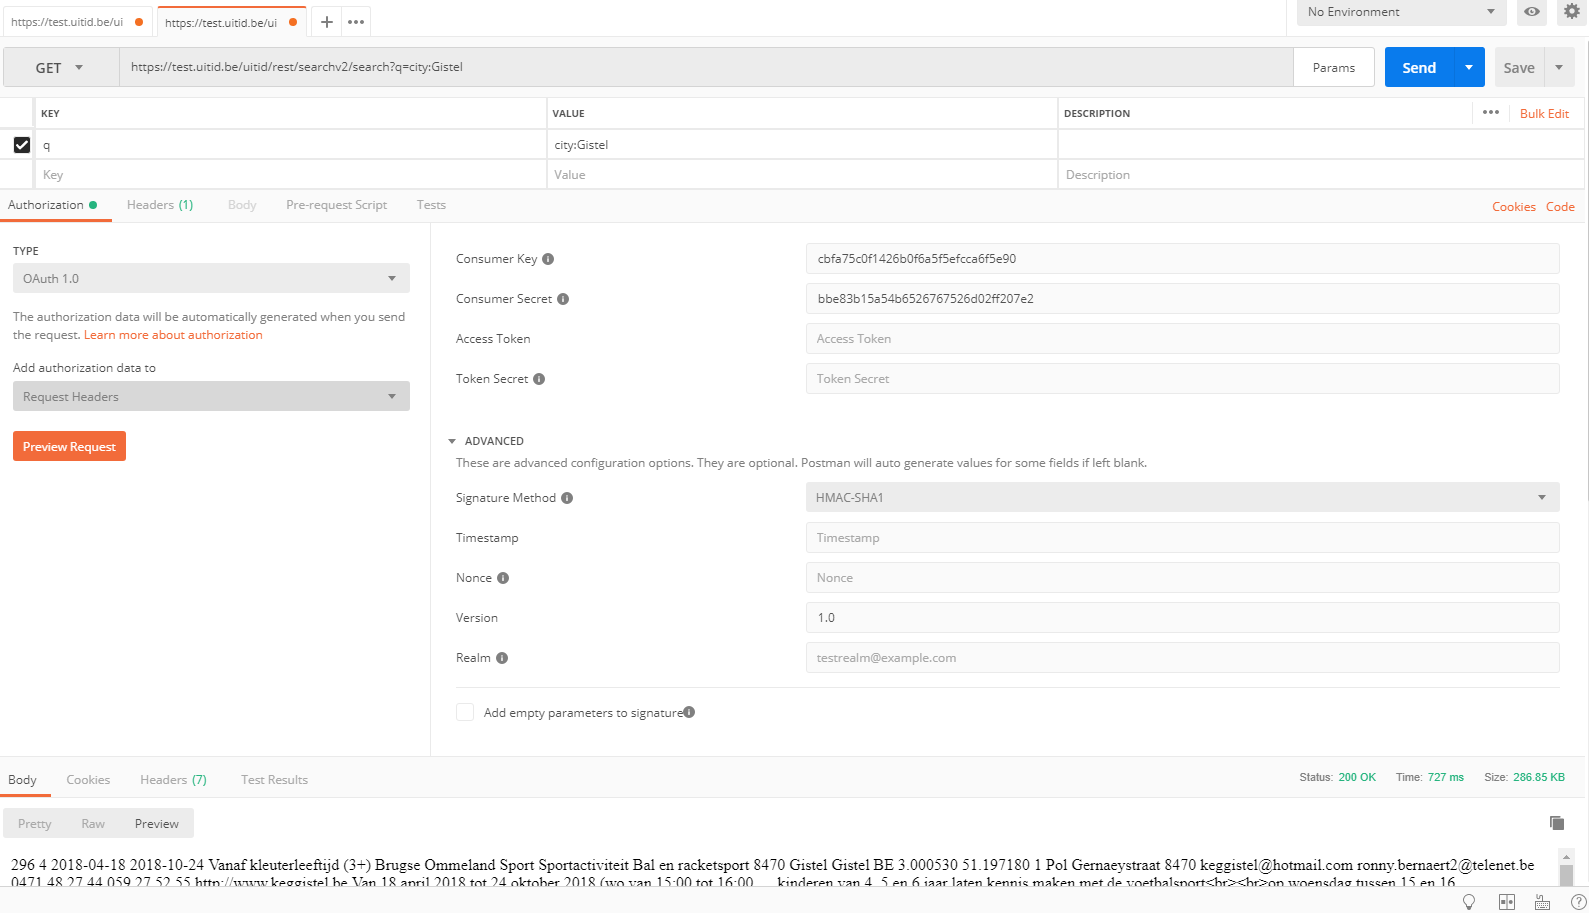 https://test.uitid.be/ui
https://test.uitid.be/ui
No Environment
GET
https://test.uitid.be/uitid/rest/searchv2/search?q=city:Gistel
Params
Send
Save
KEY VALUE DESCRIPTION Bulk Edit
q city:Gistel
Key Value Description
Authorization Headers (1) Body Pre-request Script Tests Cookies Code
TYPE
OAuth 1.0
The authorization data will be automatically generated when you send
the request. Learn more about authorization
Add authorization data to
Request Headers
Preview Request
Consumer Key cbfa75c0f1426b0f6a5f5efcca6f5e90
Consumer Secret bbe83b15a54b6526767526d02ff207e2
Access Token Access Token
Token Secret Token Secret
ADVANCED
These are advanced configuration options. They are optional. Postman will auto generate values for some fields if left blank.
Signature Method HMAC-SHA1
Timestamp Timestamp
Nonce Nonce
Version 1.0
Realm testrealm@example.com
Add empty parameters to signature
Body Cookies Headers (7) Test Results Status: 200 OK Time: 727 ms Size: 286.85 KB
Pretty Raw Preview
296 4 2018-04-18 2018-10-24 Vanaf kleuterleeftijd (3+) Brugse Ommeland Sport Sportactiviteit Bal en racketsport 8470 Gistel Gistel BE 3.000530 51.197180 1 Pol Gernaeystraat 8470 keggistel@hotmail.com ronny.bernaert2@telenet.be
0471 48 27 44 059 27 52 55 http://www.keggistel.be Van 18 april 2018 tot 24 oktober 2018 (wo van 15:00 tot 16:00 ... kinderen van 4, 5 en 6 jaar laten kennis maken met de voetbalsport<br><br>op woensdag tussen 15 en 16